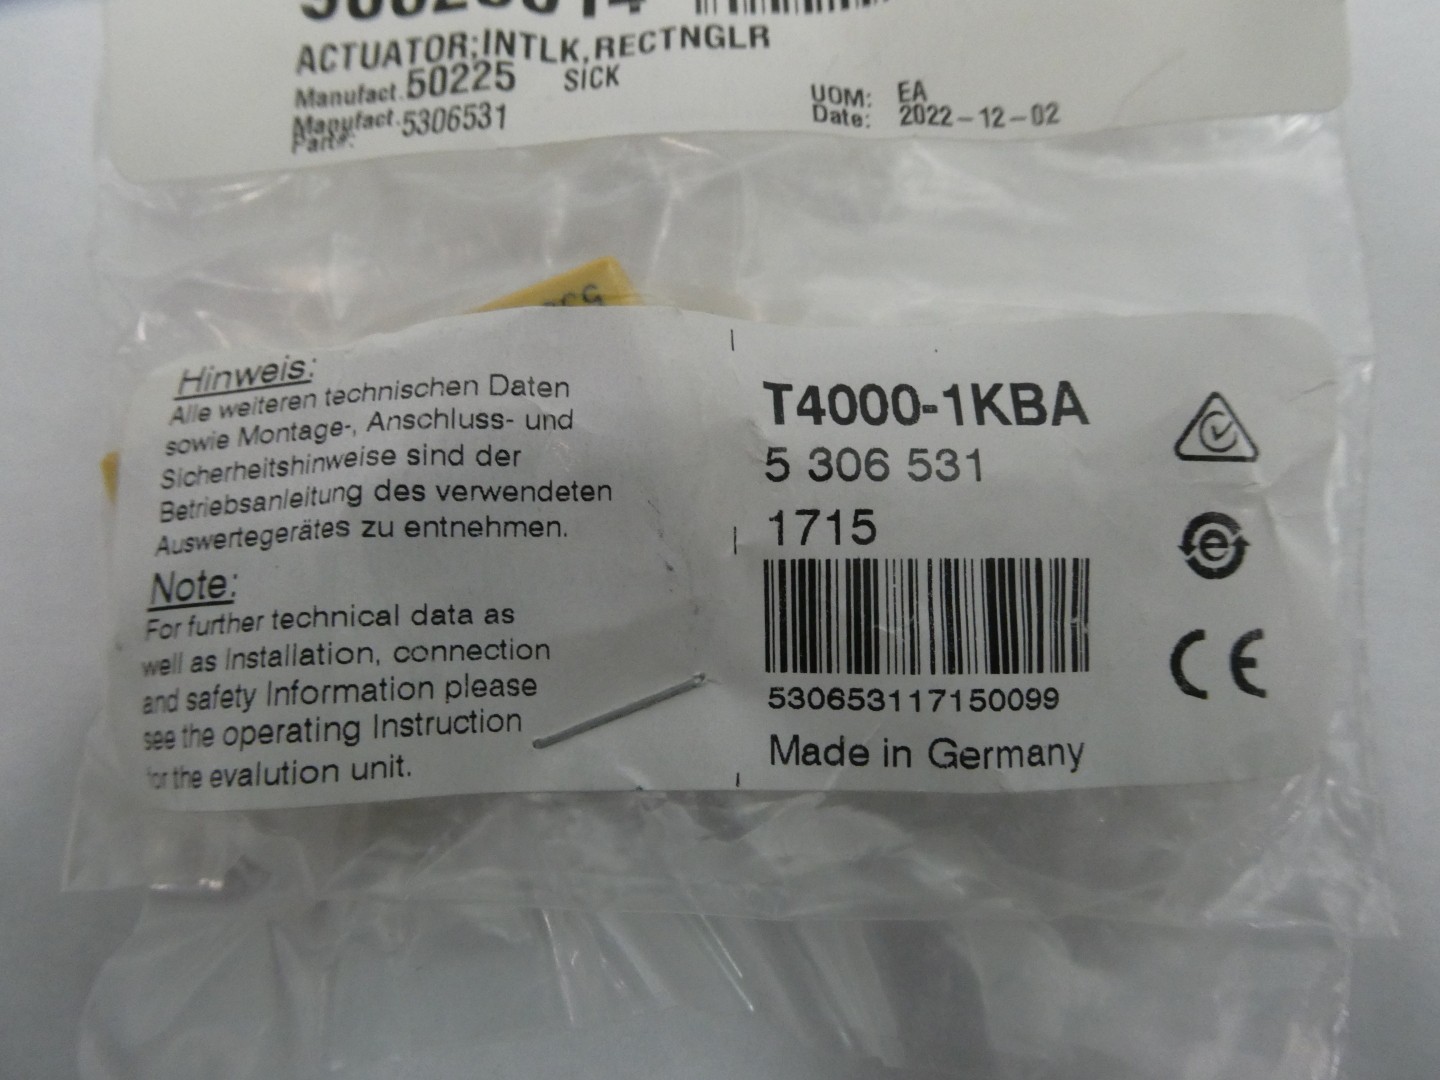 ACTUATOR;INTLK,RECTNGLR
Manufact. 50225 SICK
Manufact. 5306531
Part#:
UOM: EA
Date: 2022-12-02
Hinweis:
Alle weiteren technischen Daten
sowie Montage-, Anschluss- und
Sicherheitshinweise sind der
Betriebsanleitung des verwendeten
Auswertegerätes zu entnehmen.
Note:
For further technical data as
well as Installation, connection
and safety Information please
see the operating Instruction
for the evalution unit.
T4000-1KBA
5 306 531
1715
530653117150099
Made in Germany
e
CE